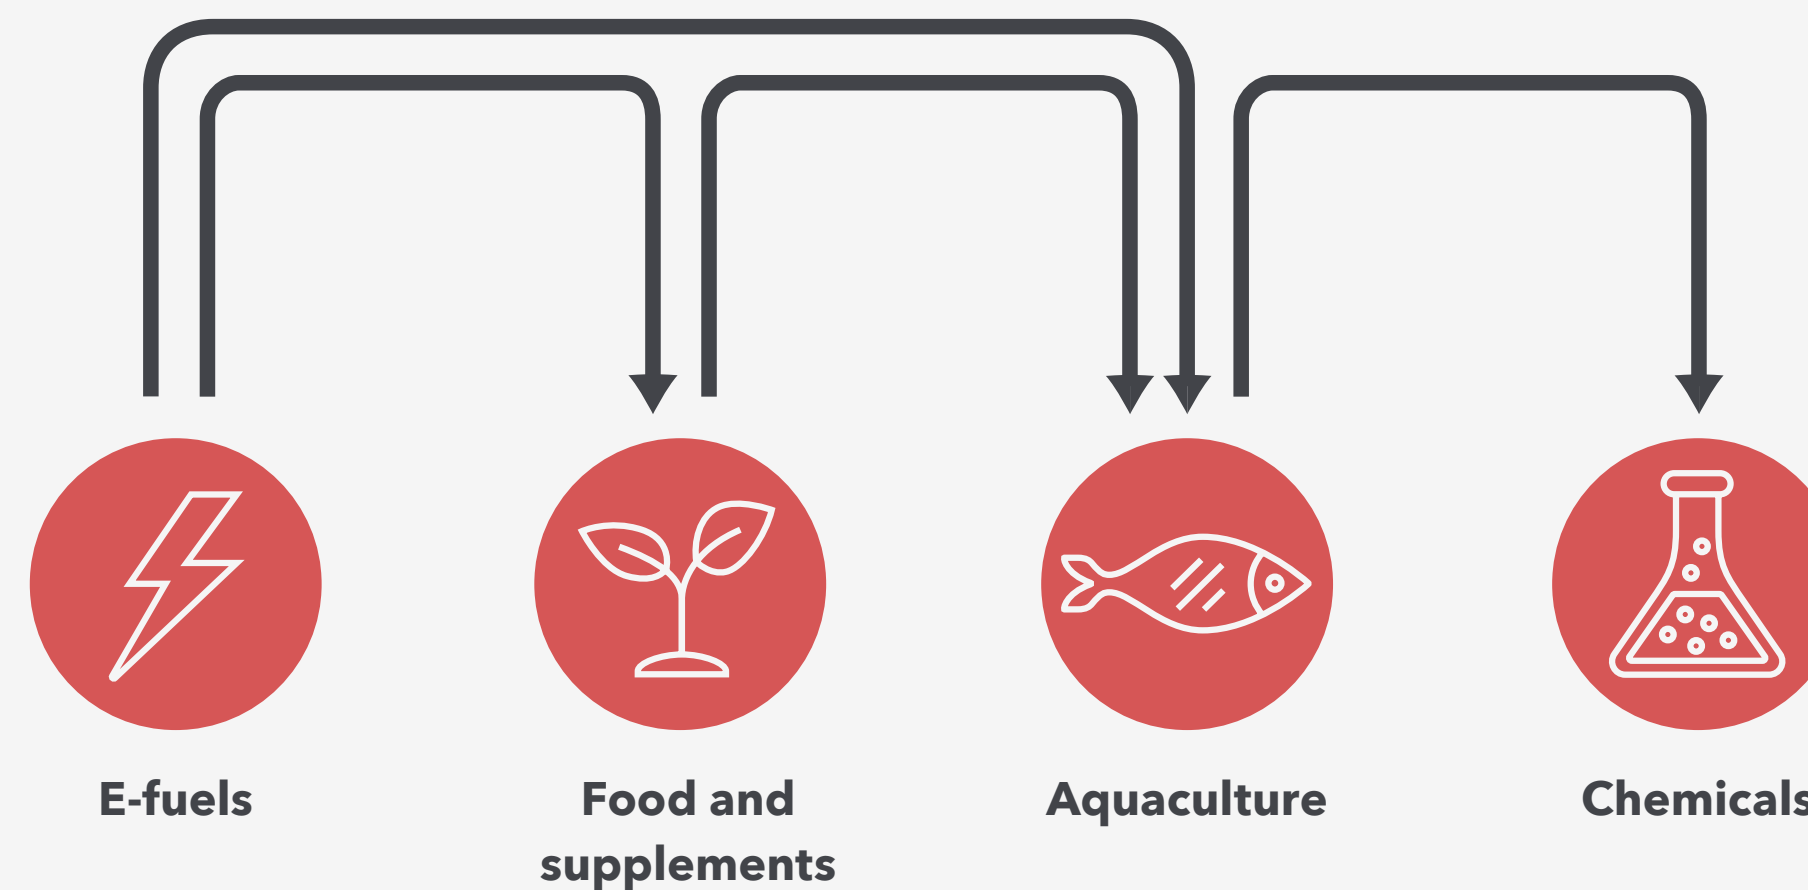 E-fuels
Food and
supplements
Aquaculture
Chemicals